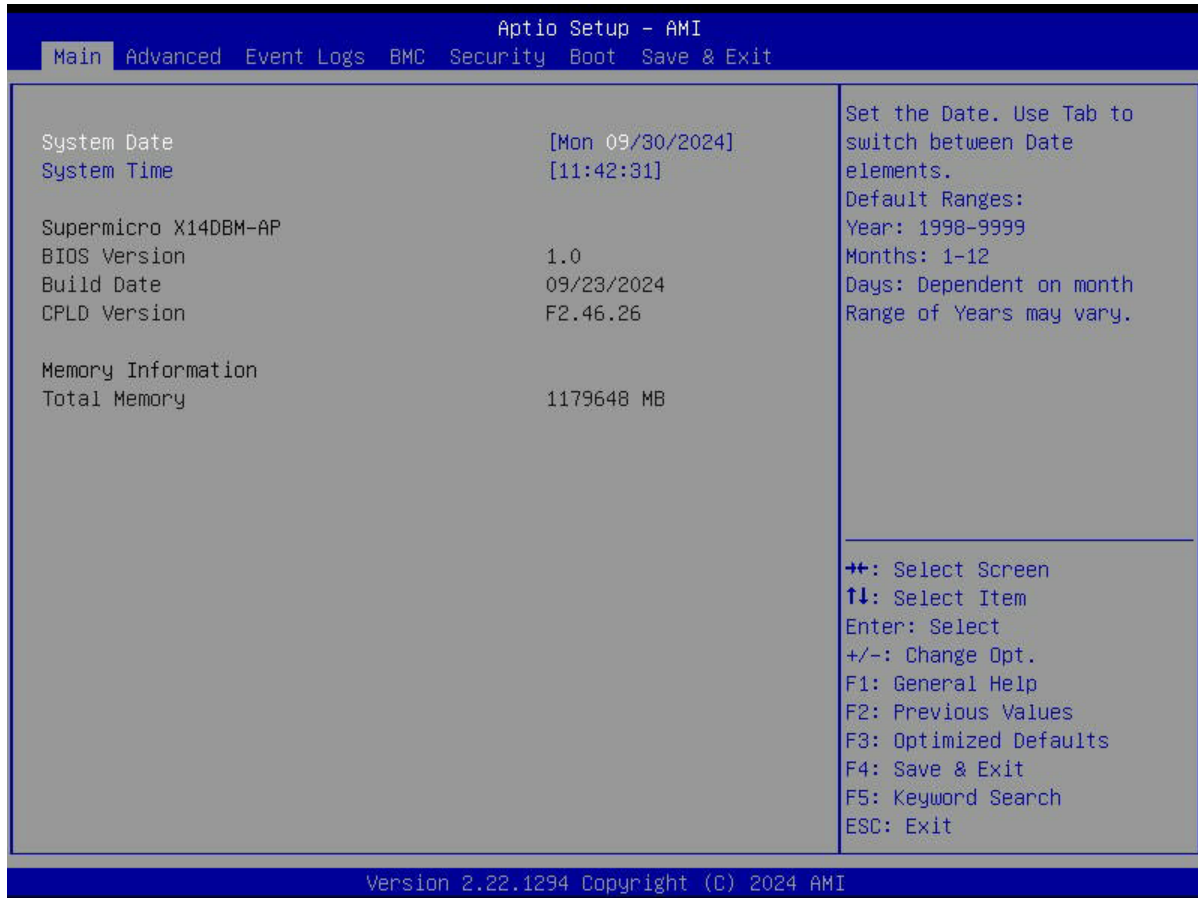 Aptio Setup – AMI
Main Advanced Event Logs BMC Security Boot Save & Exit
System Date [Mon 09/30/2024]
System Time [11:42:31]
Supermicro X14DBM-AP
BIOS Version 1.0
Build Date 09/23/2024
CPLD Version F2.46.26
Memory Information
Total Memory 1179648 MB
Set the Date. Use Tab to
switch between Date
elements.
Default Ranges:
Year: 1998-9999
Months: 1-12
Days: Dependent on month
Range of Years may vary.
→←: Select Screen
↑↓: Select Item
Enter: Select
+/-: Change Opt.
F1: General Help
F2: Previous Values
F3: Optimized Defaults
F4: Save & Exit
F5: Keyword Search
ESC: Exit
Version 2.22.1294 Copyright (C) 2024 AMI